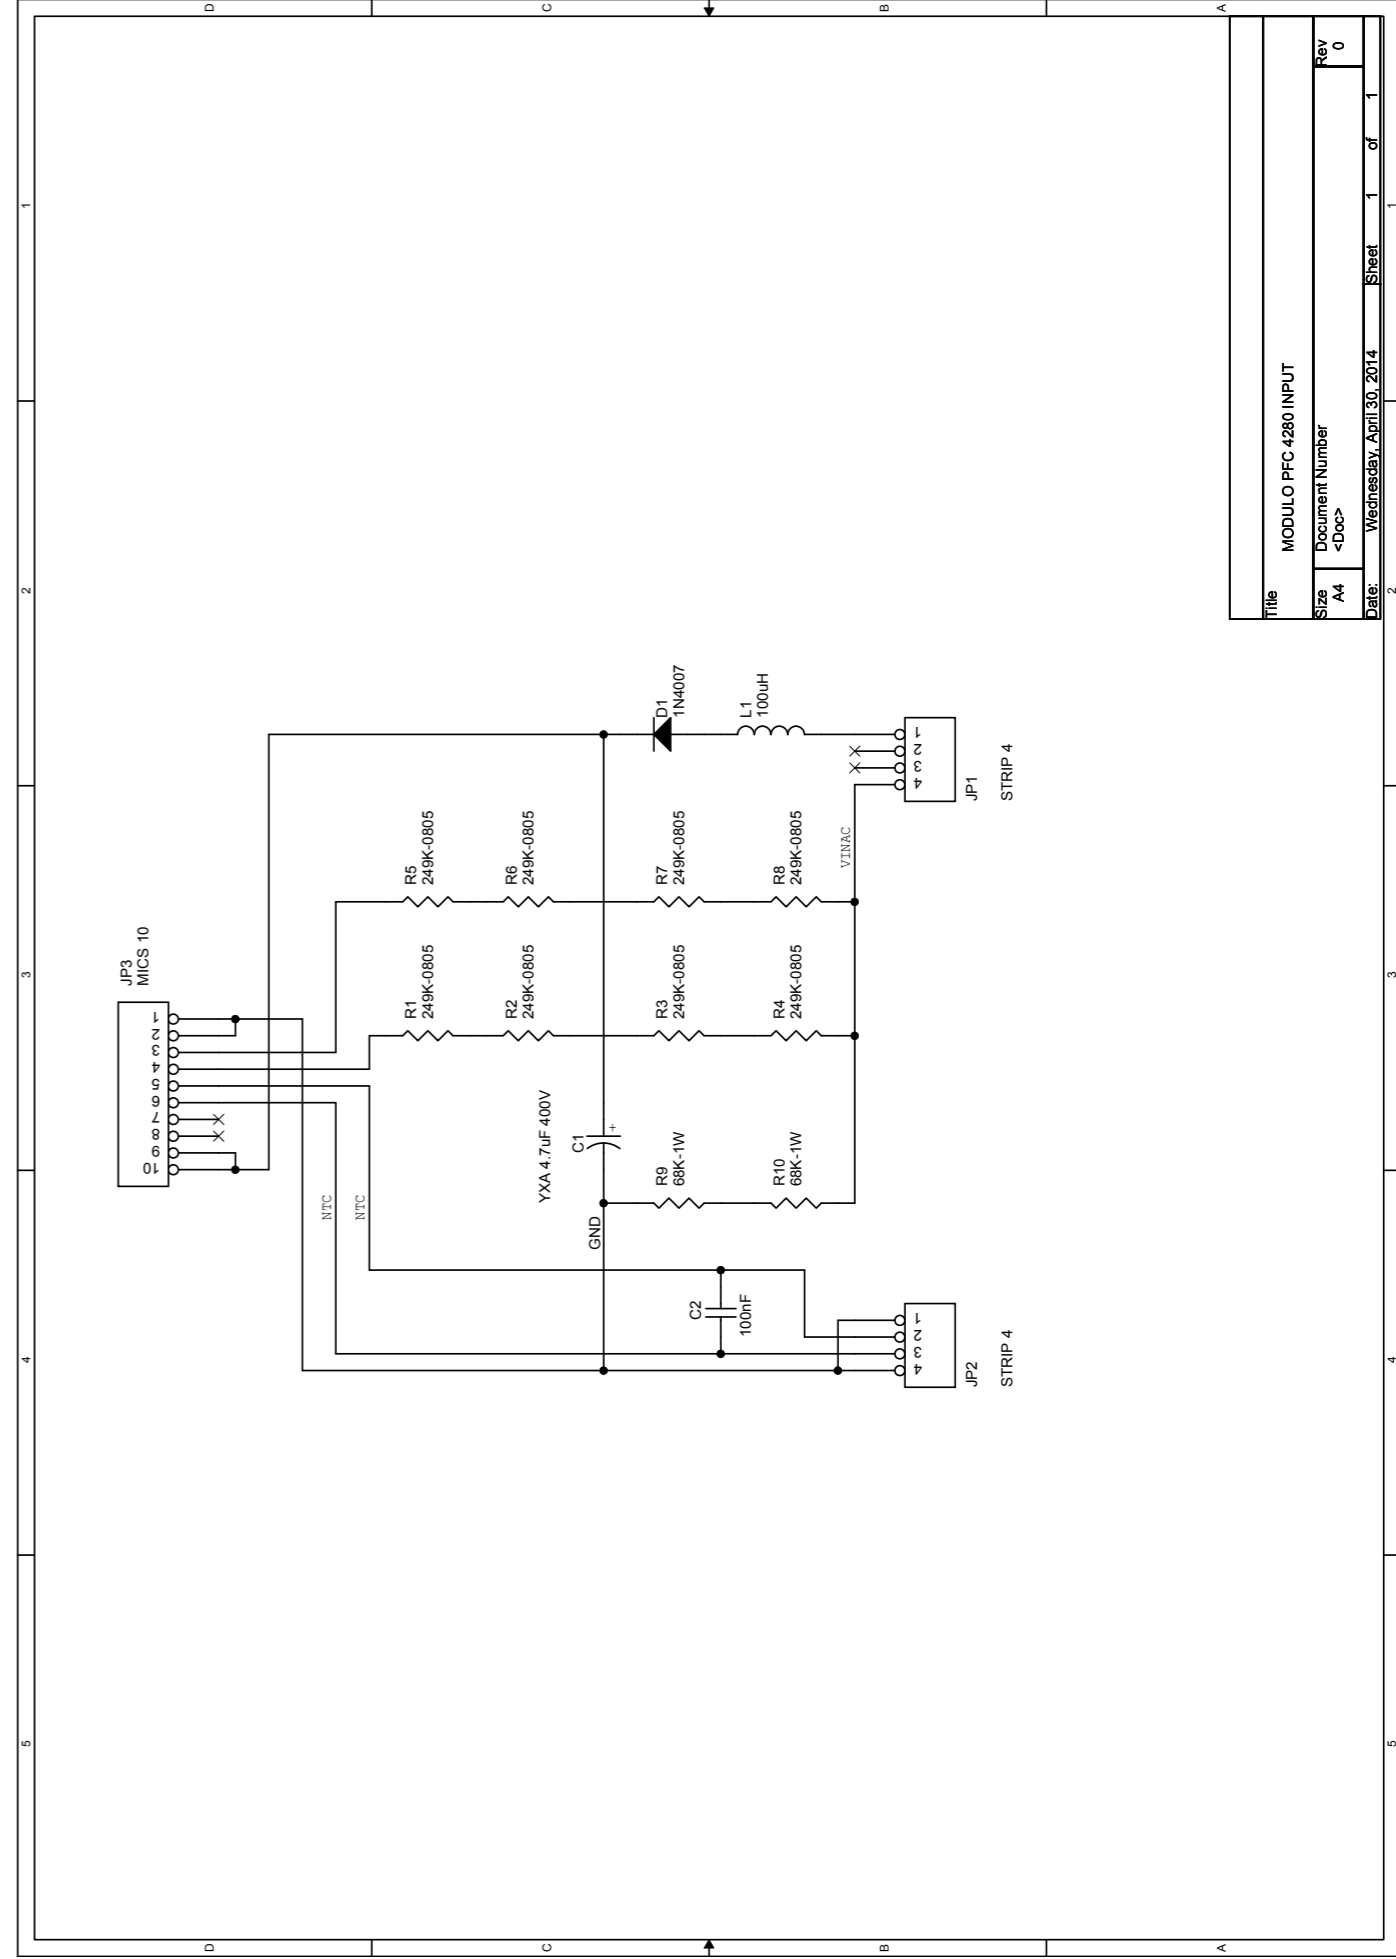 5
4
3
2
1
D
C
B
A
JP3
MICS 10
10
9
8
7
6
5
4
3
2
1
NTC
NTC
R1
249K-0805
R5
249K-0805
R2
249K-0805
R6
249K-0805
YXA 4.7uF 400V
C1
+
GND
R9
68K-1W
R3
249K-0805
R7
249K-0805
D1
1N4007
C2
100nF
R10
68K-1W
R4
249K-0805
R8
249K-0805
L1
100uH
VINAC
4
3
2
1
JP2
STRIP 4
4
3
2
1
JP1
STRIP 4
Title
MODULO PFC 4280 INPUT
Size
Document Number
Rev
A4
<Doc>
0
Date:
Wednesday, April 30, 2014
Sheet
1
of
1
D
C
B
A
5
4
3
2
1